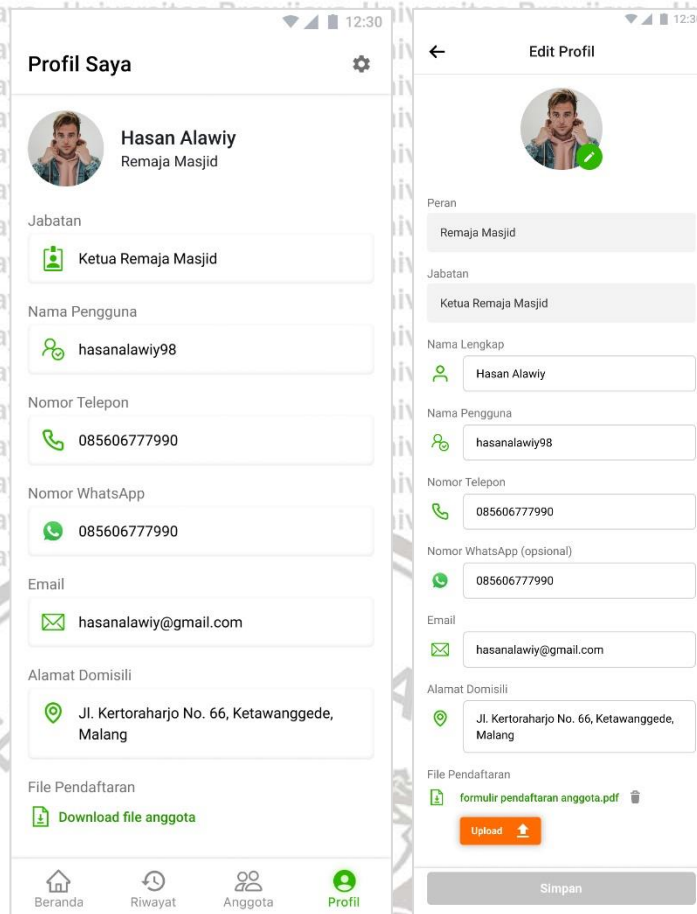 12:30
Profil Saya
Hasan Alawiy
Remaja Masjid
Jabatan
Ketua Remaja Masjid
Nama Pengguna
hasanalawiy98
Nomor Telepon
085606777990
Nomor WhatsApp
085606777990
Email
hasanalawiy@gmail.com
Alamat Domisili
Jl. Kertoraharjo No. 66, Ketawanggede,
Malang
File Pendaftaran
Download file anggota
Beranda
Riwayat
Anggota
Profil
12:30
Edit Profil
Peran
Remaja Masjid
Jabatan
Ketua Remaja Masjid
Nama Lengkap
Hasan Alawiy
Nama Pengguna
hasanalawiy98
Nomor Telepon
085606777990
Nomor WhatsApp (opsional)
085606777990
Email
hasanalawiy@gmail.com
Alamat Domisili
Jl. Kertoraharjo No. 66, Ketawanggede,
Malang
File Pendaftaran
formulir pendaftaran anggota.pdf
Upload
Simpan